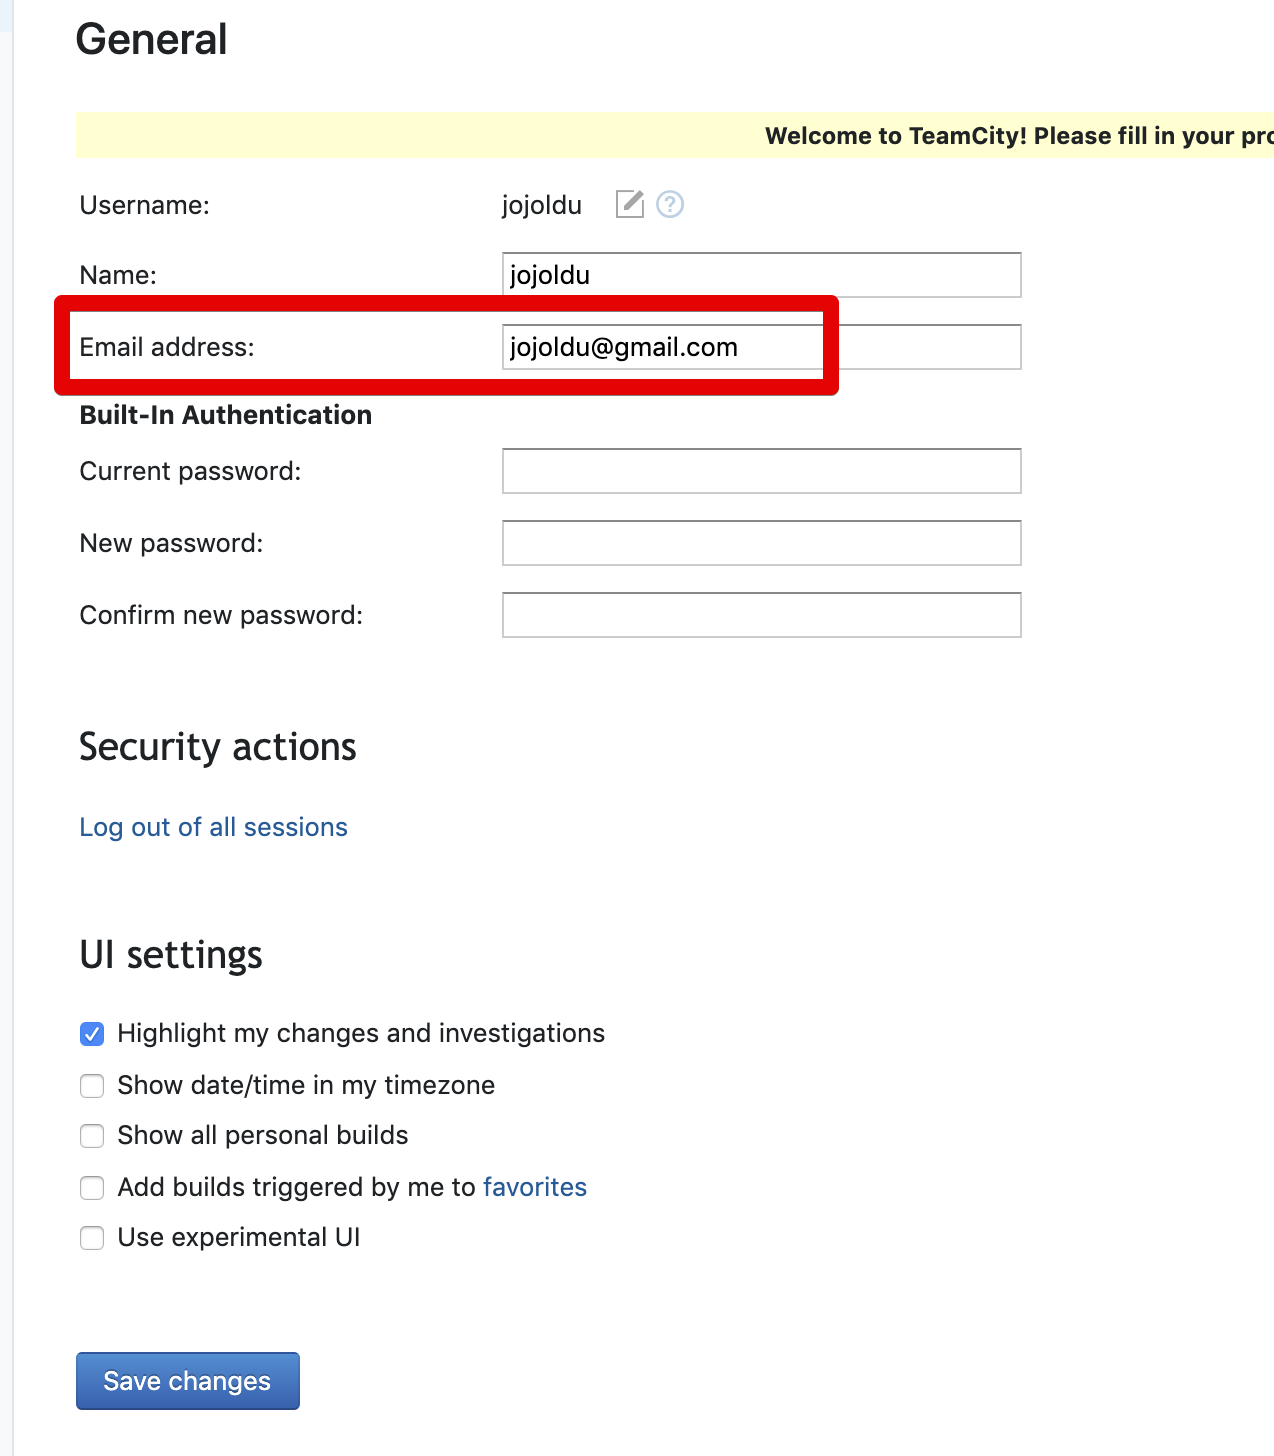 General
Welcome to TeamCity! Please fill in your pro
Username: jojoldu
Name: jojoldu
Email address: jojoldu@gmail.com
Built-In Authentication
Current password:
New password:
Confirm new password:
Security actions
Log out of all sessions
UI settings
Highlight my changes and investigations
Show date/time in my timezone
Show all personal builds
Add builds triggered by me to favorites
Use experimental UI
Save changes